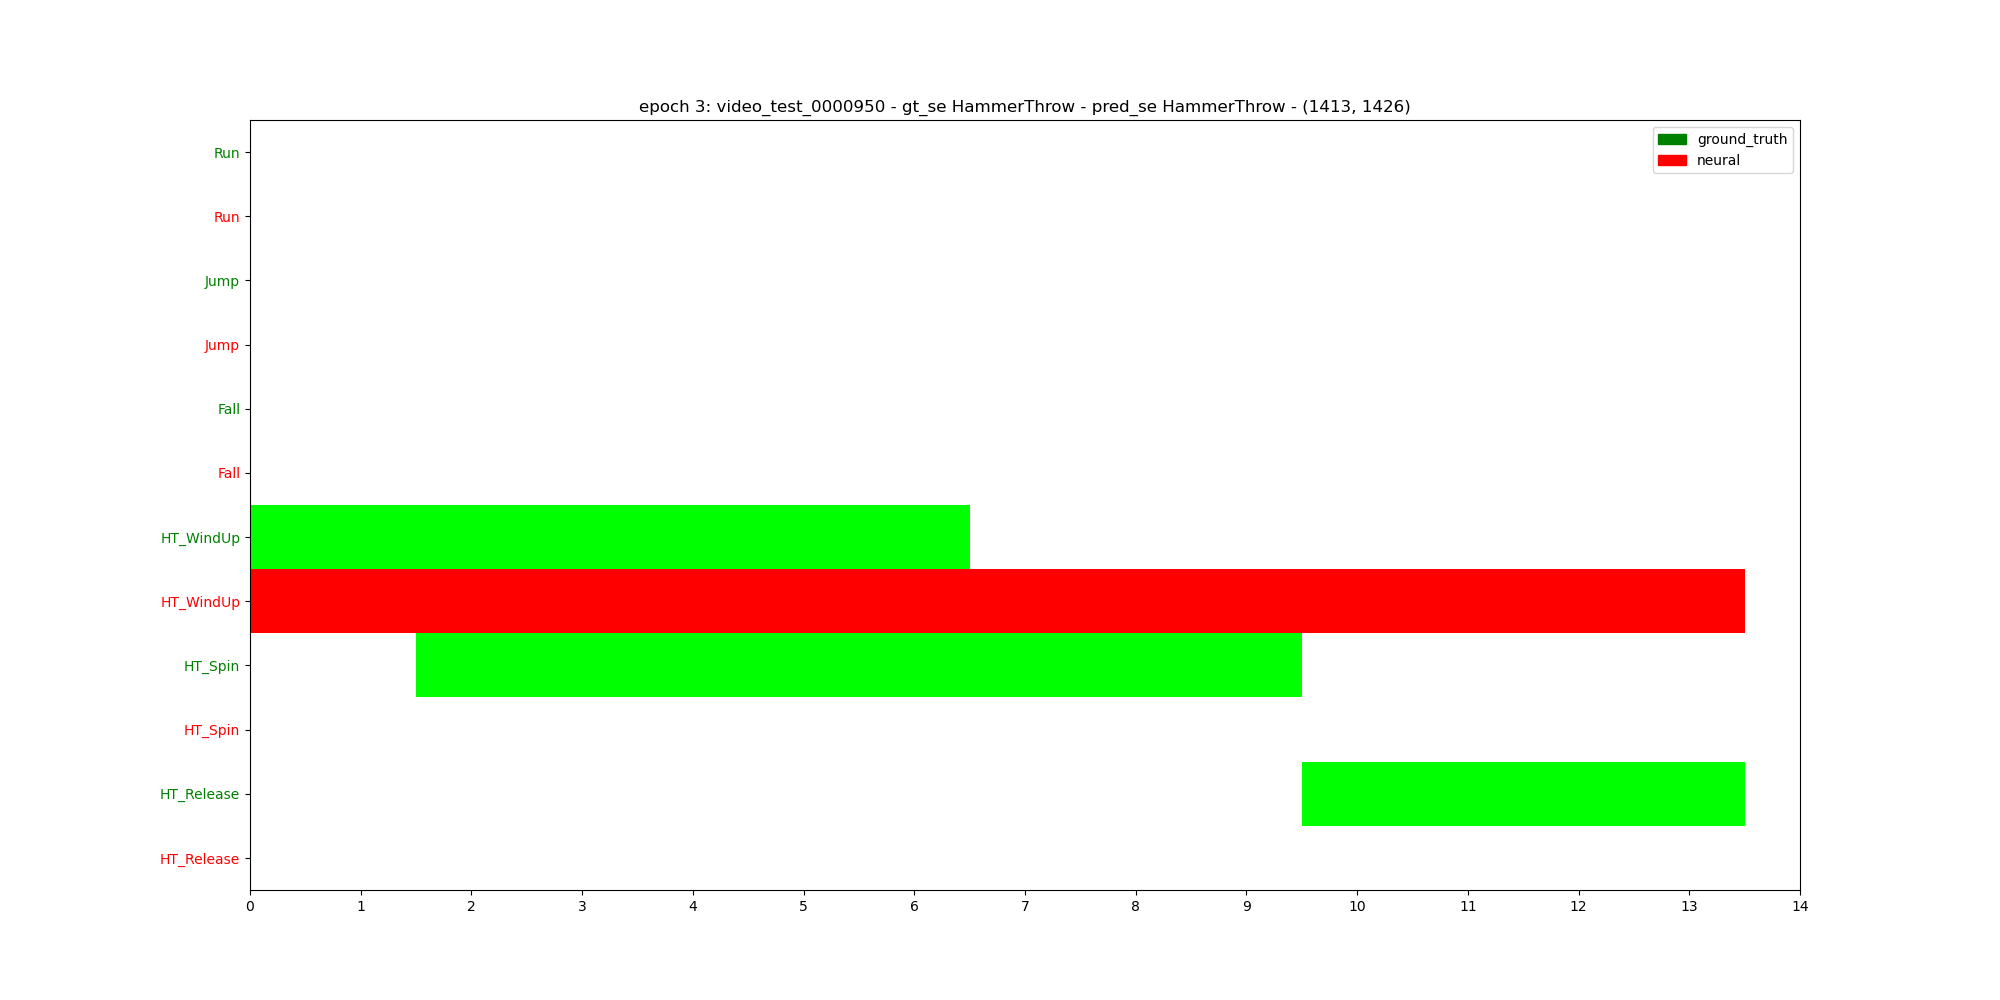 epoch 3: video_test_0000950 - gt_se HammerThrow - pred_se HammerThrow - (1413, 1426)
ground_truth
neural
Run
Run
Jump
Jump
Fall
Fall
HT_WindUp
HT_WindUp
HT_Spin
HT_Spin
HT_Release
HT_Release
0 1 2 3 4 5 6 7 8 9 10 11 12 13 14